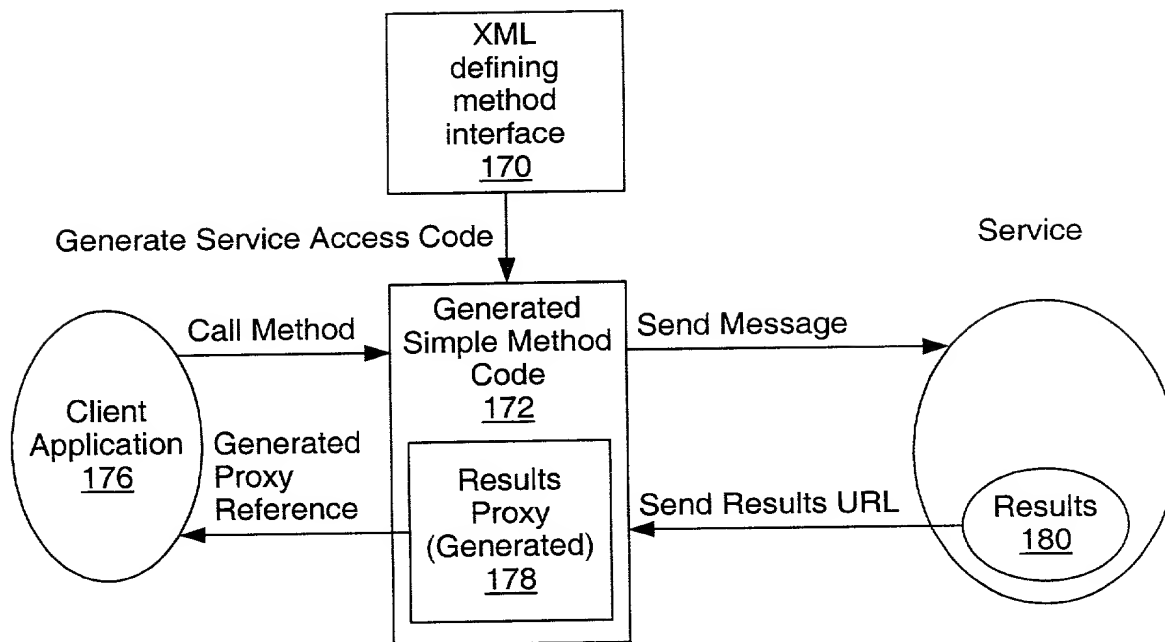 XML
defining
method
interface
170
Generate Service Access Code
Service
Generated
Simple Method
Code
172
Call Method
Send Message
Client
Application
176
Generated
Proxy
Reference
Results
Proxy
(Generated)
178
Send Results URL
Results
180